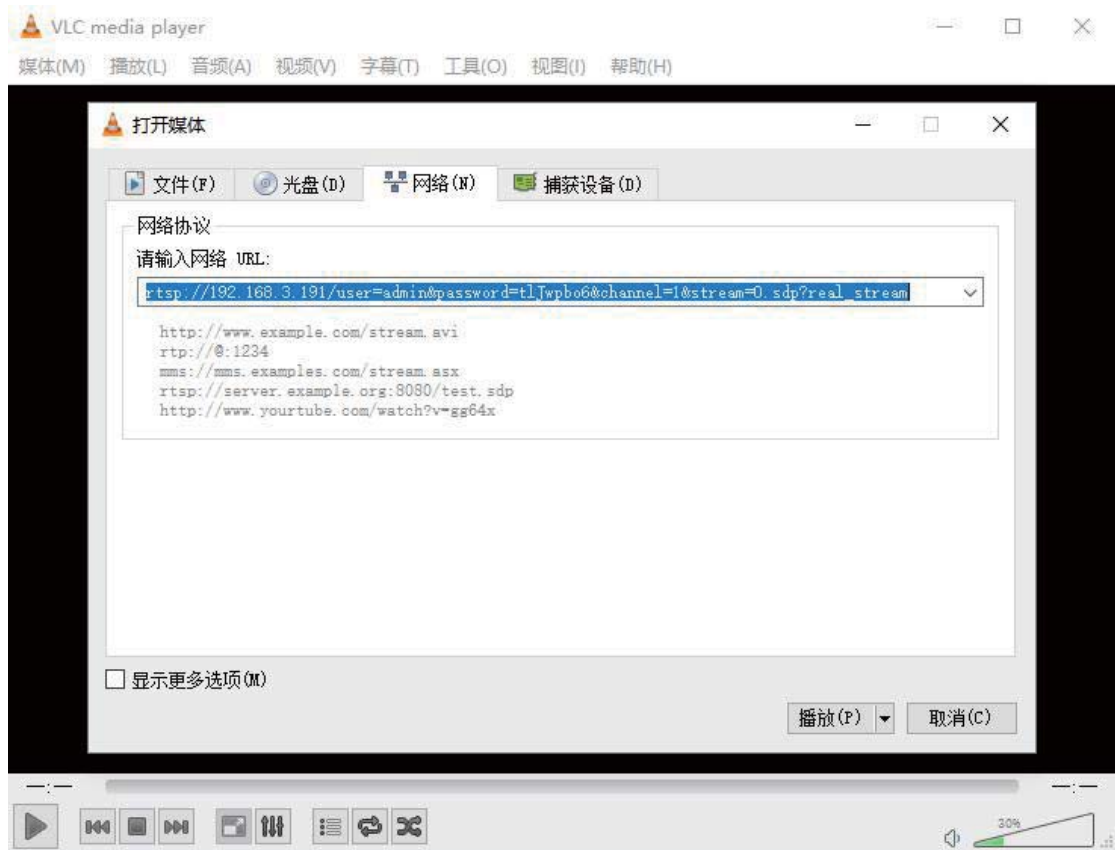 VLC media player
媒体(M) 播放(L) 音频(A) 视频(V) 字幕(T) 工具(O) 视图(I) 帮助(H)
打开媒体
文件(F) 光盘(D) 网络(N) 捕获设备(D)
网络协议
请输入网络 URL:
rtsp://192.168.3.191/user=admin&password=tlJwpbo6&channel=1&stream=0.sdp?real_stream
http://www.example.com/stream.avi
rtp://@:1234
mms://mms.examples.com/stream.asx
rtsp://server.example.org:8080/test.sdp
http://www.yourtube.com/watch?v=gg64x
显示更多选项(M)
播放(P) 取消(C)
--:-- --:--
30%